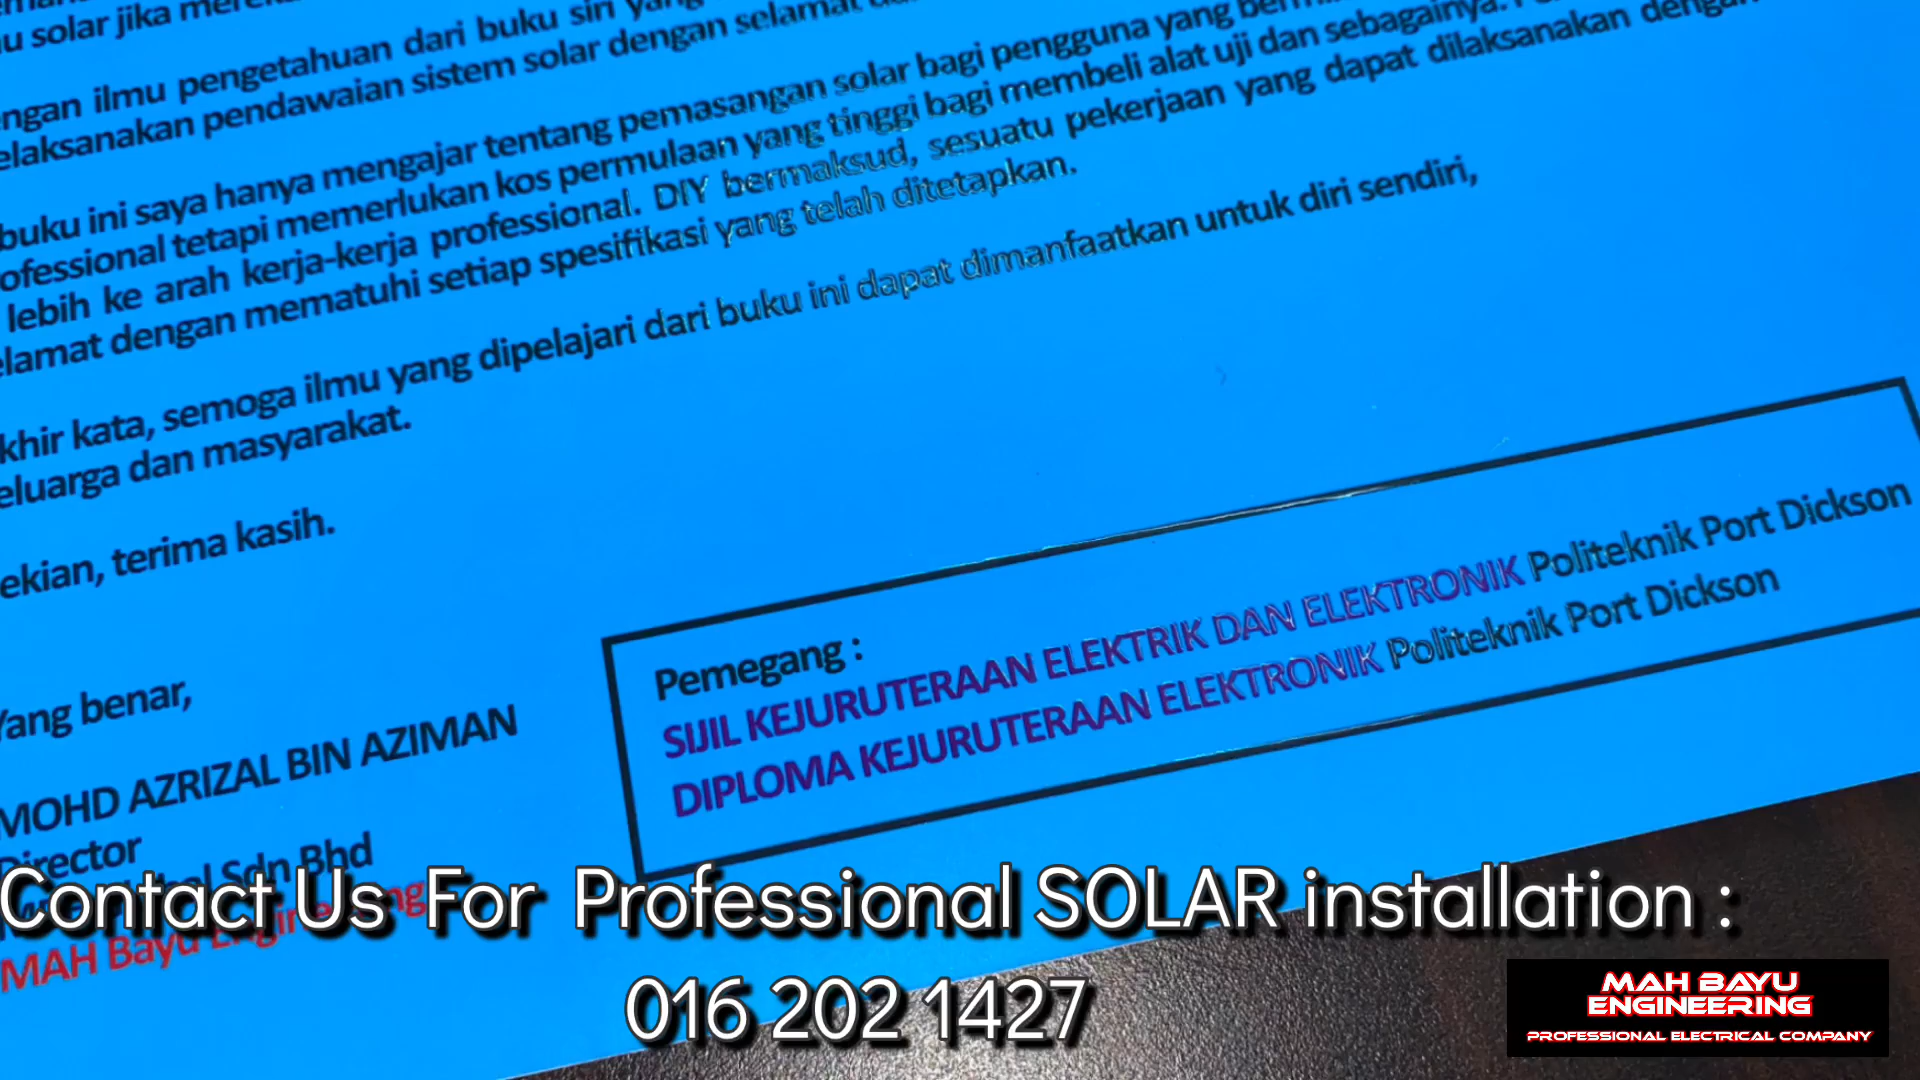 solar jika
ngan ilmu pengetahuan dari buku siri
elaksanakan pendawaian sistem solar dengan selamat
buku ini saya hanya mengajar tentang pemasangan solar bagi pengguna yang
ofessional tetapi memerlukan kos permulaan yang tinggi bagi membeli alat uji dan sebagainya.
lebih ke arah kerja-kerja professional. DIY bermaksud, sesuatu pekerjaan yang dapat dilaksanakan dengan
elamat dengan mematuhi setiap spesifikasi yang telah ditetapkan.
khir kata, semoga ilmu yang dipelajari dari buku ini dapat dimanfaatkan untuk diri sendiri,
eluarga dan masyarakat.
ekian, terima kasih.
Yang benar,
MOHD AZRIZAL BIN AZIMAN
Director
Sdn Bhd
MAH Bayu Engineering
Pemegang :
SIJIL KEJURUTERAAN ELEKTRIK DAN ELEKTRONIK Politeknik Port Dickson
DIPLOMA KEJURUTERAAN ELEKTRONIK Politeknik Port Dickson
Contact Us For Professional SOLAR installation :
016 202 1427
MAH BAYU
ENGINEERING
PROFESSIONAL ELECTRICAL COMPANY